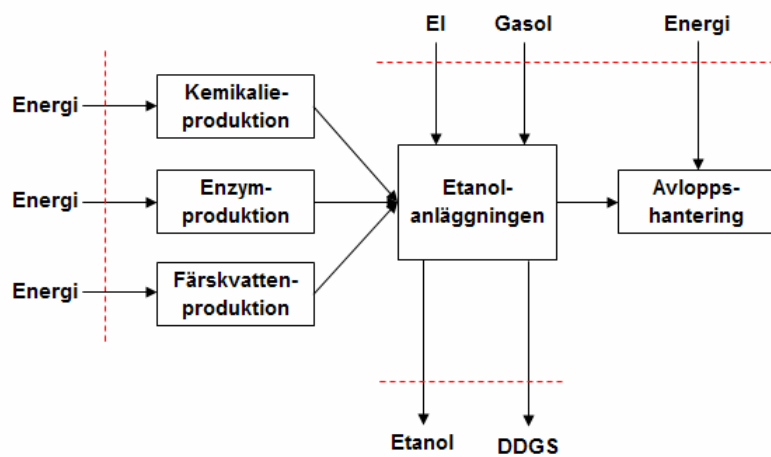 El
Gasol
Energi
Energi
Kemikalie-
produktion
Energi
Enzym-
produktion
Etanol-
anläggningen
Avlopps-
hantering
Energi
Färskvatten-
produktion
Etanol
DDGS